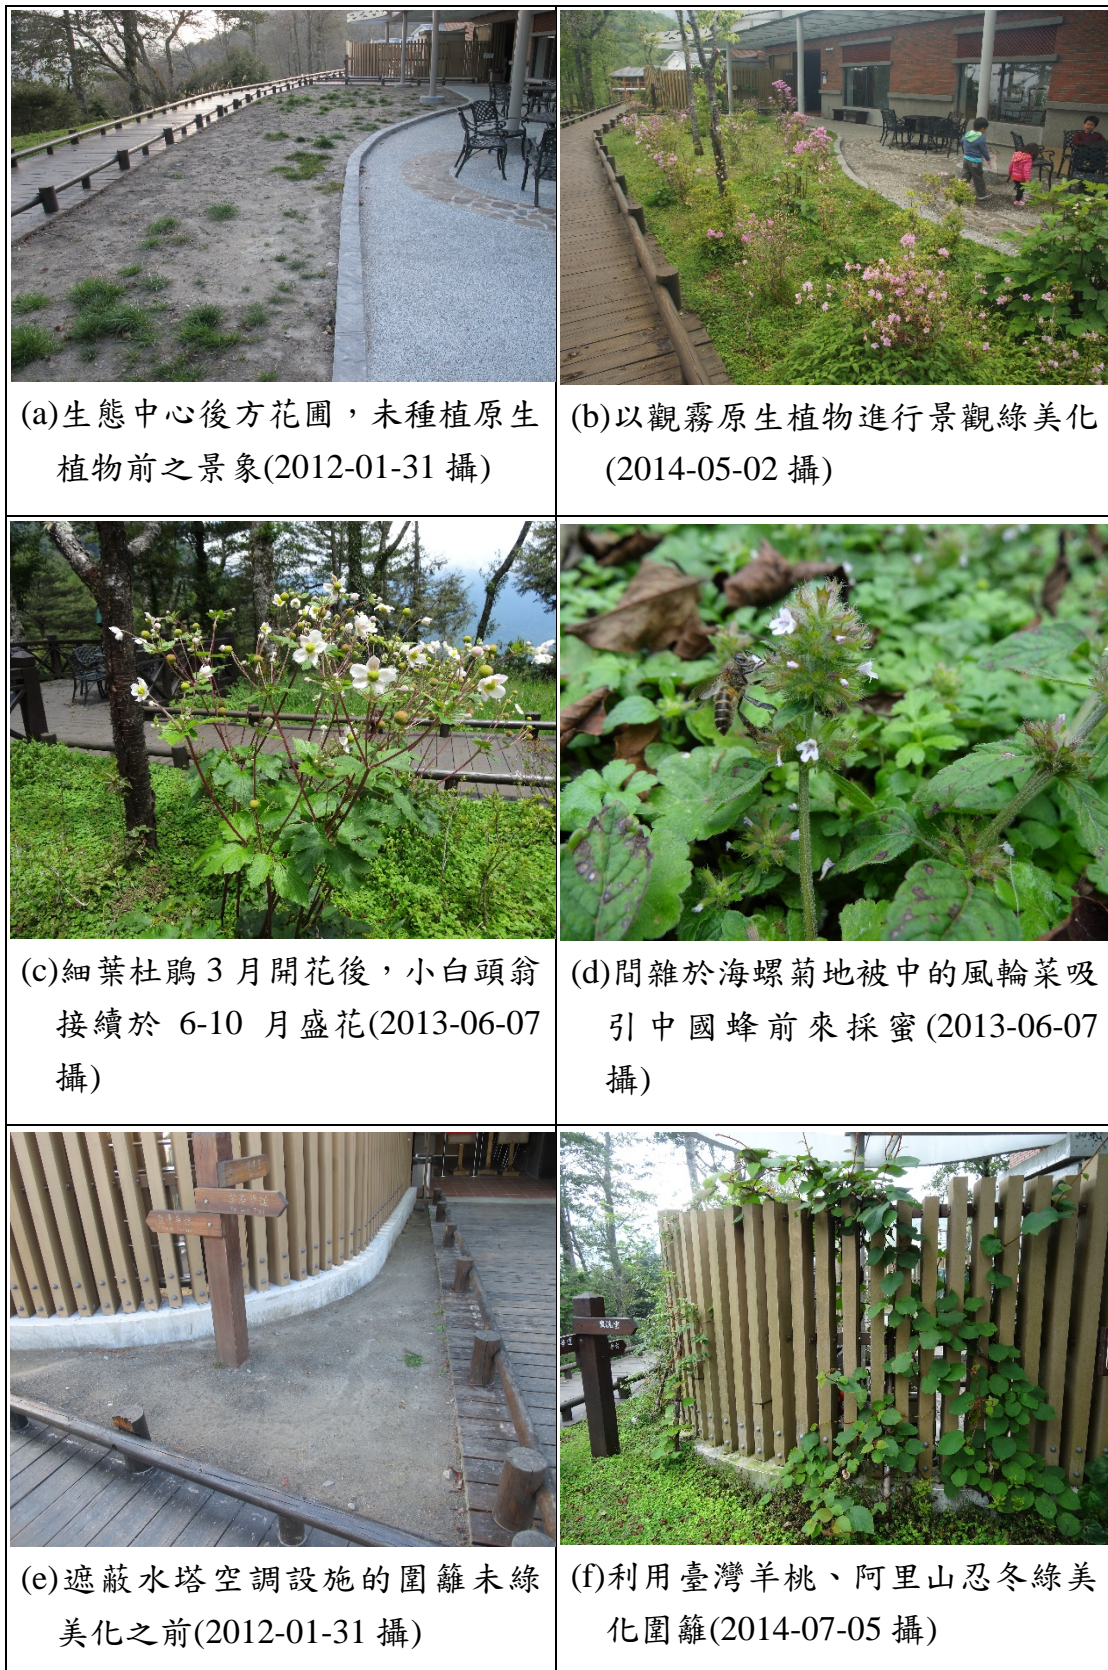 (a)生態中心後方花圃，未種植原生
植物前之景象(2012-01-31 攝)
(b)以觀霧原生植物進行景觀綠美化
(2014-05-02 攝)
(c)細葉杜鵑 3 月開花後，小白頭翁
接續於 6-10 月盛花(2013-06-07
攝)
(d)間雜於海螺菊地被中的風輪菜吸
引中國蜂前來採蜜(2013-06-07
攝)
(e)遮蔽水塔空調設施的圍籬未綠
美化之前(2012-01-31 攝)
(f)利用臺灣羊桃、阿里山忍冬綠美
化圍籬(2014-07-05 攝)